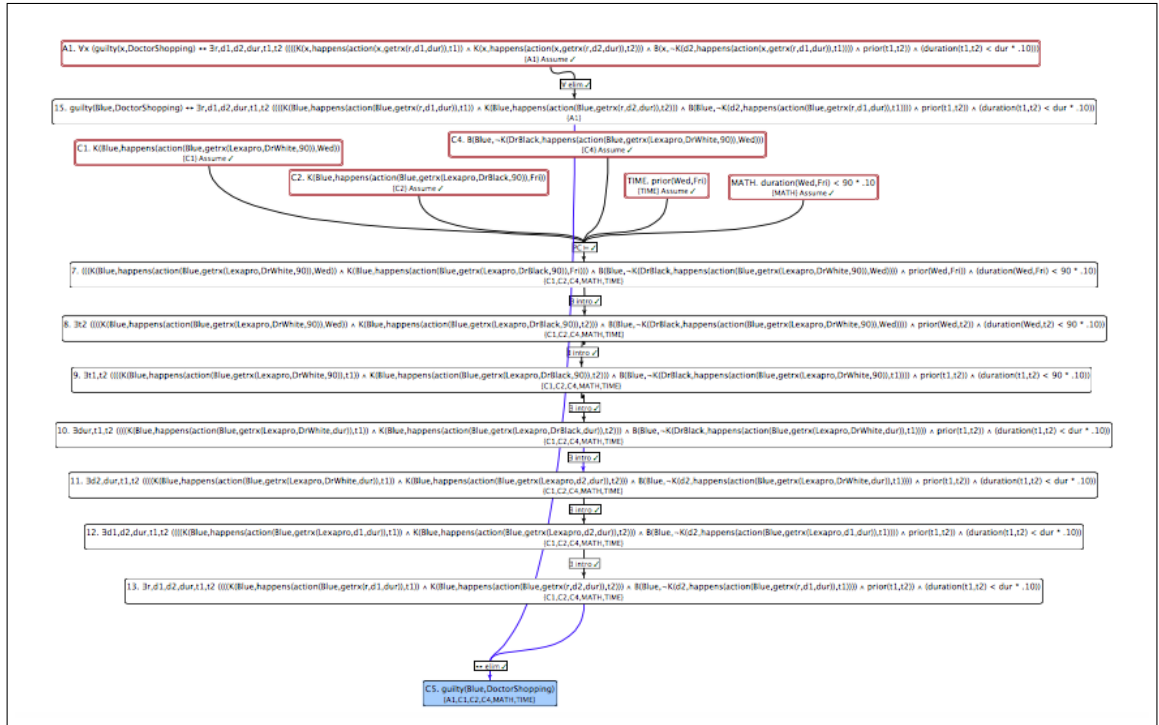 A1. ∀x (guilty(x,DoctorShopping) ↔ ∃r,d1,d2,dur,t1,t2 ((((K(x,happens(action(x,getrx(r,d1,dur)),t1)) ∧ K(x,happens(action(x,getrx(r,d2,dur)),t2))) ∧ B(x,¬K(d2,happens(action(x,getrx(r,d1,dur)),t1)))) ∧ prior(t1,t2)) ∧ (duration(t1,t2) < dur * .10)))
{A1} Assume ✓
∀ elim ✓
15. guilty(Blue,DoctorShopping) ↔ ∃r,d1,d2,dur,t1,t2 ((((K(Blue,happens(action(Blue,getrx(r,d1,dur)),t1)) ∧ K(Blue,happens(action(Blue,getrx(r,d2,dur)),t2))) ∧ B(Blue,¬K(d2,happens(action(Blue,getrx(r,d1,dur)),t1)))) ∧ prior(t1,t2)) ∧ (duration(t1,t2) < dur * .10))
{A1}
C4. B(Blue,¬K(DrBlack,happens(action(Blue,getrx(Lexapro,DrWhite,90)),Wed)))
{C4} Assume ✓
C1. K(Blue,happens(action(Blue,getrx(Lexapro,DrWhite,90)),Wed))
{C1} Assume ✓
C2. K(Blue,happens(action(Blue,getrx(Lexapro,DrBlack,90)),Fri))
{C2} Assume ✓
TIME. prior(Wed,Fri)
{TIME} Assume ✓
MATH. duration(Wed,Fri) < 90 * .10
{MATH} Assume ✓
PC ⊢ ✓
7. ((((K(Blue,happens(action(Blue,getrx(Lexapro,DrWhite,90)),Wed)) ∧ K(Blue,happens(action(Blue,getrx(Lexapro,DrBlack,90)),Fri))) ∧ B(Blue,¬K(DrBlack,happens(action(Blue,getrx(Lexapro,DrWhite,90)),Wed)))) ∧ prior(Wed,Fri)) ∧ (duration(Wed,Fri) < 90 * .10)
{C1,C2,C4,MATH,TIME}
∃ intro ✓
8. ∃t2 ((((K(Blue,happens(action(Blue,getrx(Lexapro,DrWhite,90)),Wed)) ∧ K(Blue,happens(action(Blue,getrx(Lexapro,DrBlack,90)),t2))) ∧ B(Blue,¬K(DrBlack,happens(action(Blue,getrx(Lexapro,DrWhite,90)),Wed)))) ∧ prior(Wed,t2)) ∧ (duration(Wed,t2) < 90 * .10))
{C1,C2,C4,MATH,TIME}
∃ intro ✓
9. ∃t1,t2 ((((K(Blue,happens(action(Blue,getrx(Lexapro,DrWhite,90)),t1)) ∧ K(Blue,happens(action(Blue,getrx(Lexapro,DrBlack,90)),t2))) ∧ B(Blue,¬K(DrBlack,happens(action(Blue,getrx(Lexapro,DrWhite,90)),t1)))) ∧ prior(t1,t2)) ∧ (duration(t1,t2) < 90 * .10))
{C1,C2,C4,MATH,TIME}
∃ intro ✓
10. ∃dur,t1,t2 ((((K(Blue,happens(action(Blue,getrx(Lexapro,DrWhite,dur)),t1)) ∧ K(Blue,happens(action(Blue,getrx(Lexapro,DrBlack,dur)),t2))) ∧ B(Blue,¬K(DrBlack,happens(action(Blue,getrx(Lexapro,DrWhite,dur)),t1)))) ∧ prior(t1,t2)) ∧ (duration(t1,t2) < dur * .10))
{C1,C2,C4,MATH,TIME}
∃ intro ✓
11. ∃d2,dur,t1,t2 ((((K(Blue,happens(action(Blue,getrx(Lexapro,DrWhite,dur)),t1)) ∧ K(Blue,happens(action(Blue,getrx(Lexapro,d2,dur)),t2))) ∧ B(Blue,¬K(d2,happens(action(Blue,getrx(Lexapro,DrWhite,dur)),t1)))) ∧ prior(t1,t2)) ∧ (duration(t1,t2) < dur * .10))
{C1,C2,C4,MATH,TIME}
∃ intro ✓
12. ∃d1,d2,dur,t1,t2 ((((K(Blue,happens(action(Blue,getrx(Lexapro,d1,dur)),t1)) ∧ K(Blue,happens(action(Blue,getrx(Lexapro,d2,dur)),t2))) ∧ B(Blue,¬K(d2,happens(action(Blue,getrx(Lexapro,d1,dur)),t1)))) ∧ prior(t1,t2)) ∧ (duration(t1,t2) < dur * .10))
{C1,C2,C4,MATH,TIME}
∃ intro ✓
13. ∃r,d1,d2,dur,t1,t2 ((((K(Blue,happens(action(Blue,getrx(r,d1,dur)),t1)) ∧ K(Blue,happens(action(Blue,getrx(r,d2,dur)),t2))) ∧ B(Blue,¬K(d2,happens(action(Blue,getrx(r,d1,dur)),t1)))) ∧ prior(t1,t2)) ∧ (duration(t1,t2) < dur * .10))
{C1,C2,C4,MATH,TIME}
↔ elim ✓
C5. guilty(Blue,DoctorShopping)
{A1,C1,C2,C4,MATH,TIME}